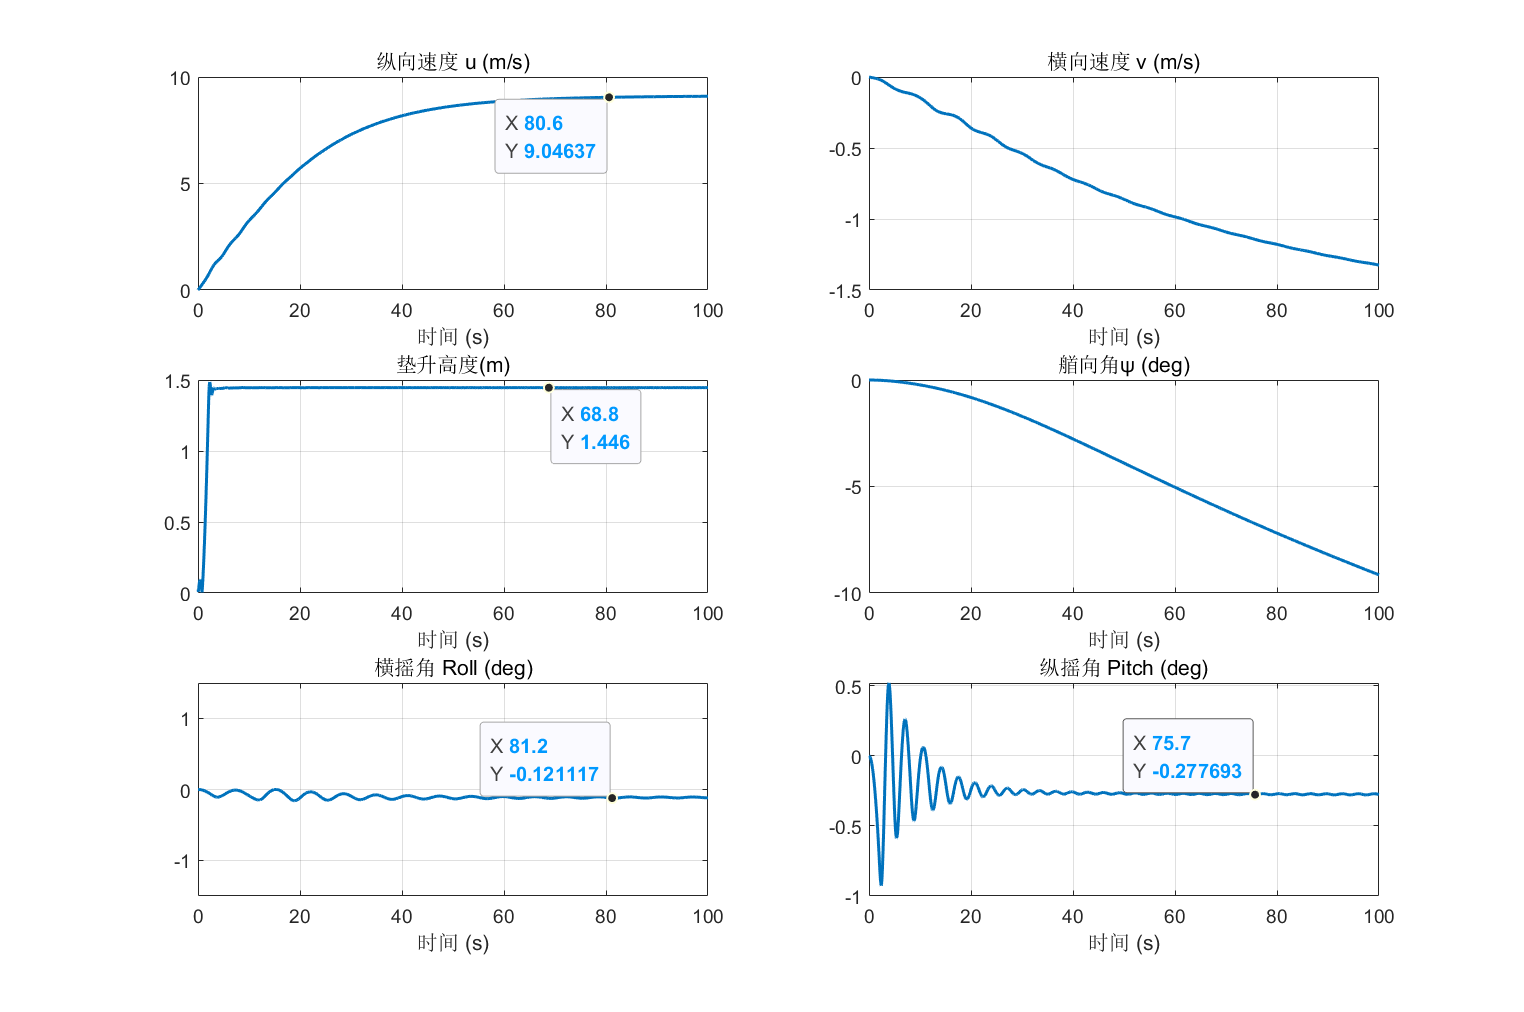 纵向速度 u (m/s)
10
5
0
X 80.6
Y 9.04637
0 20 40 60 80 100
时间 (s)
横向速度 v (m/s)
0
-0.5
-1
-1.5
0 20 40 60 80 100
时间 (s)
垫升高度(m)
1.5
1
0.5
0
X 68.8
Y 1.446
0 20 40 60 80 100
时间 (s)
艏向角ψ (deg)
0
-5
-10
0 20 40 60 80 100
时间 (s)
横摇角 Roll (deg)
1
0
-1
X 81.2
Y -0.121117
0 20 40 60 80 100
时间 (s)
纵摇角 Pitch (deg)
0.5
0
-0.5
-1
X 75.7
Y -0.277693
0 20 40 60 80 100
时间 (s)